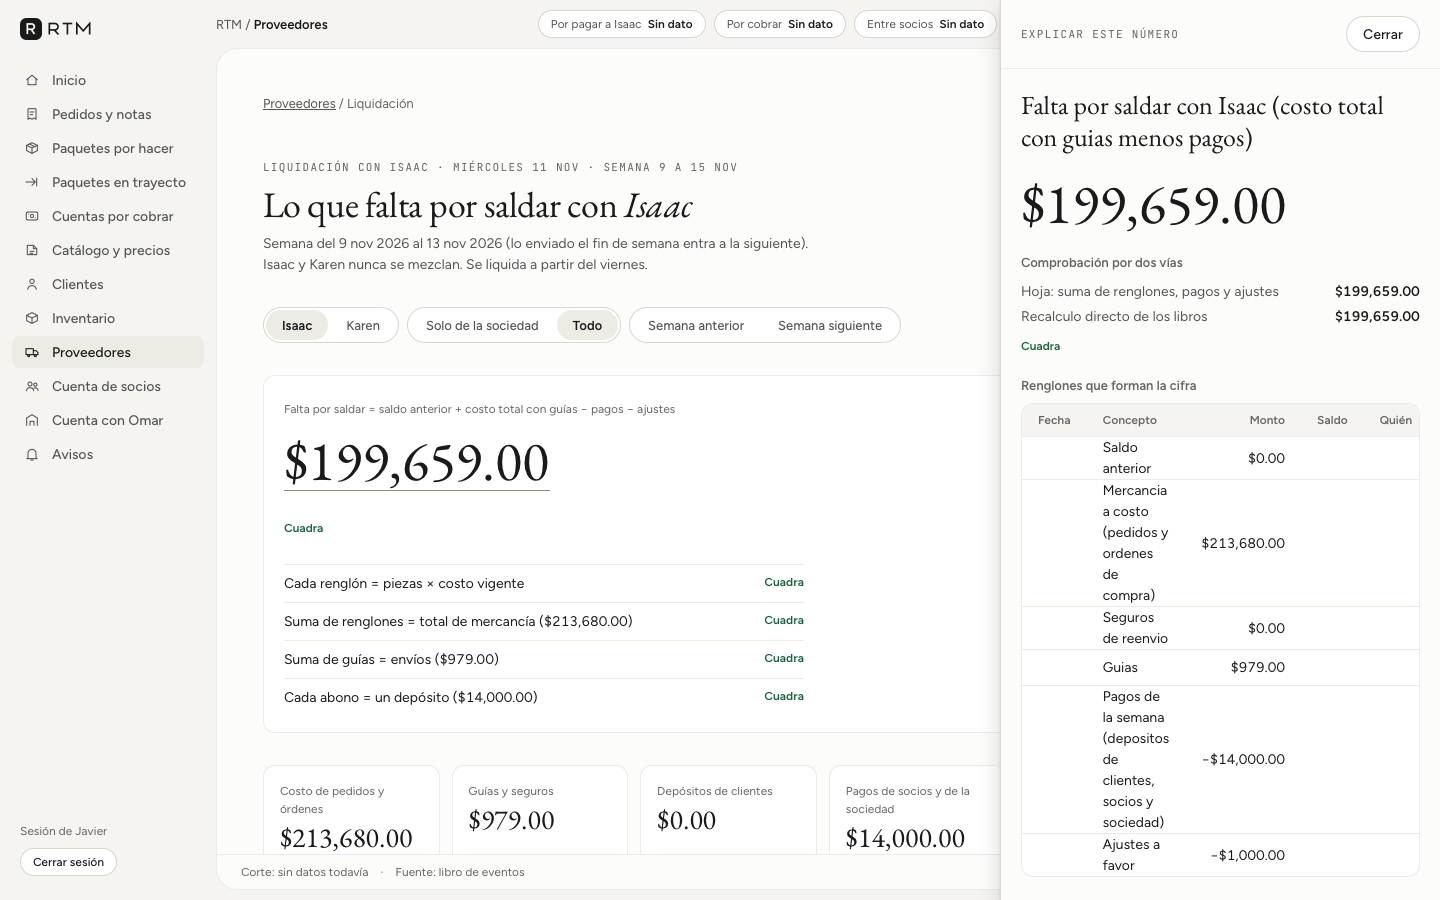 R RTM
Inicio
Pedidos y notas
Paquetes por hacer
Paquetes en trayecto
Cuentas por cobrar
Catálogo y precios
Clientes
Inventario
Proveedores
Cuenta de socios
Cuenta con Omar
Avisos
Sesión de Javier
Cerrar sesión
RTM / Proveedores
Por pagar a Isaac Sin dato
Por cobrar Sin dato
Entre socios Sin dato
Proveedores / Liquidación
LIQUIDACIÓN CON ISAAC · MIÉRCOLES 11 NOV · SEMANA 9 A 15 NOV
Lo que falta por saldar con Isaac
Semana del 9 nov 2026 al 13 nov 2026 (lo enviado el fin de semana entra a la siguiente).
Isaac y Karen nunca se mezclan. Se liquida a partir del viernes.
Isaac Karen
Solo de la sociedad Todo
Semana anterior Semana siguiente
Falta por saldar = saldo anterior + costo total con guías − pagos − ajustes
$199,659.00
Cuadra
Cada renglón = piezas × costo vigente Cuadra
Suma de renglones = total de mercancía ($213,680.00) Cuadra
Suma de guías = envíos ($979.00) Cuadra
Cada abono = un depósito ($14,000.00) Cuadra
Costo de pedidos y
órdenes
$213,680.00
Guías y seguros
$979.00
Depósitos de clientes
$0.00
Pagos de socios y de la
sociedad
$14,000.00
Corte: sin datos todavía · Fuente: libro de eventos
EXPLICAR ESTE NÚMERO
Cerrar
Falta por saldar con Isaac (costo total
con guias menos pagos)
$199,659.00
Comprobación por dos vías
Hoja: suma de renglones, pagos y ajustes $199,659.00
Recalculo directo de los libros $199,659.00
Cuadra
Renglones que forman la cifra
Fecha Concepto Monto Saldo Quién
Saldo
anterior
$0.00
Mercancia
a costo
(pedidos y
ordenes
de
compra)
$213,680.00
Seguros
de reenvio
$0.00
Guias $979.00
Pagos de
la semana
(depositos
de
clientes,
socios y
sociedad)
−$14,000.00
Ajustes a
favor
−$1,000.00